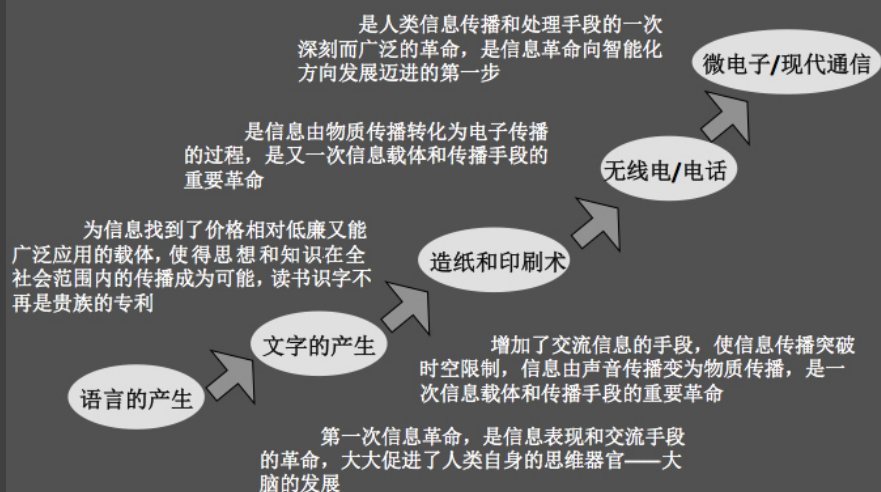 是人类信息传播和处理手段的一次
深刻而广泛的革命，是信息革命向智能化
方向发展迈进的第一步
微电子/现代通信
是信息由物质传播转化为电子传播
的过程，是又一次信息载体和传播手段的
重要革命
无线电/电话
为信息找到了价格相对低廉又能
广泛应用的载体，使得思想和知识在全
社会范围内的传播成为可能，读书识字不
再是贵族的专利
造纸和印刷术
文字的产生
增加了交流信息的手段，使信息传播突破
时空限制，信息由声音传播变为物质传播，是一
次信息载体和传播手段的重要革命
语言的产生
第一次信息革命，是信息表现和交流手段
的革命，大大促进了人类自身的思维器官——大
脑的发展